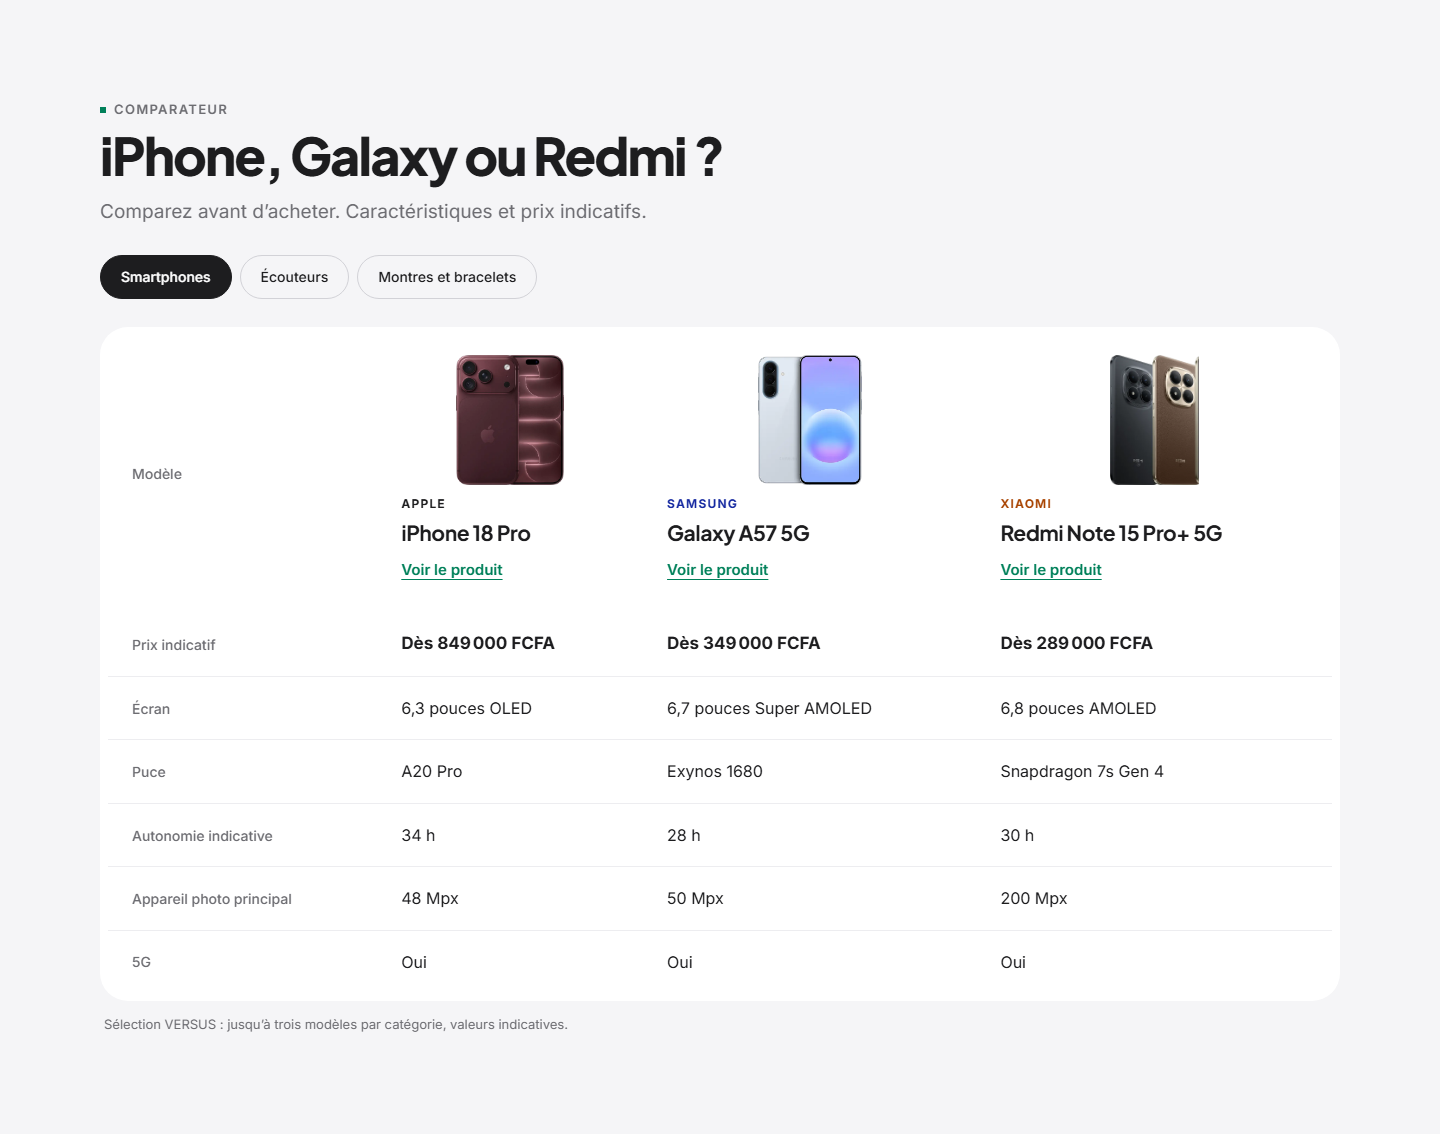 COMPARATEUR
iPhone, Galaxy ou Redmi ?
Comparez avant d’acheter. Caractéristiques et prix indicatifs.
Smartphones Écouteurs Montres et bracelets
Modèle
APPLE SAMSUNG XIAOMI
iPhone 18 Pro Galaxy A57 5G Redmi Note 15 Pro+ 5G
Voir le produit Voir le produit Voir le produit
Prix indicatif Dès 849 000 FCFA Dès 349 000 FCFA Dès 289 000 FCFA
Écran 6,3 pouces OLED 6,7 pouces Super AMOLED 6,8 pouces AMOLED
Puce A20 Pro Exynos 1680 Snapdragon 7s Gen 4
Autonomie indicative 34 h 28 h 30 h
Appareil photo principal 48 Mpx 50 Mpx 200 Mpx
5G Oui Oui Oui
Sélection VERSUS : jusqu’à trois modèles par catégorie, valeurs indicatives.